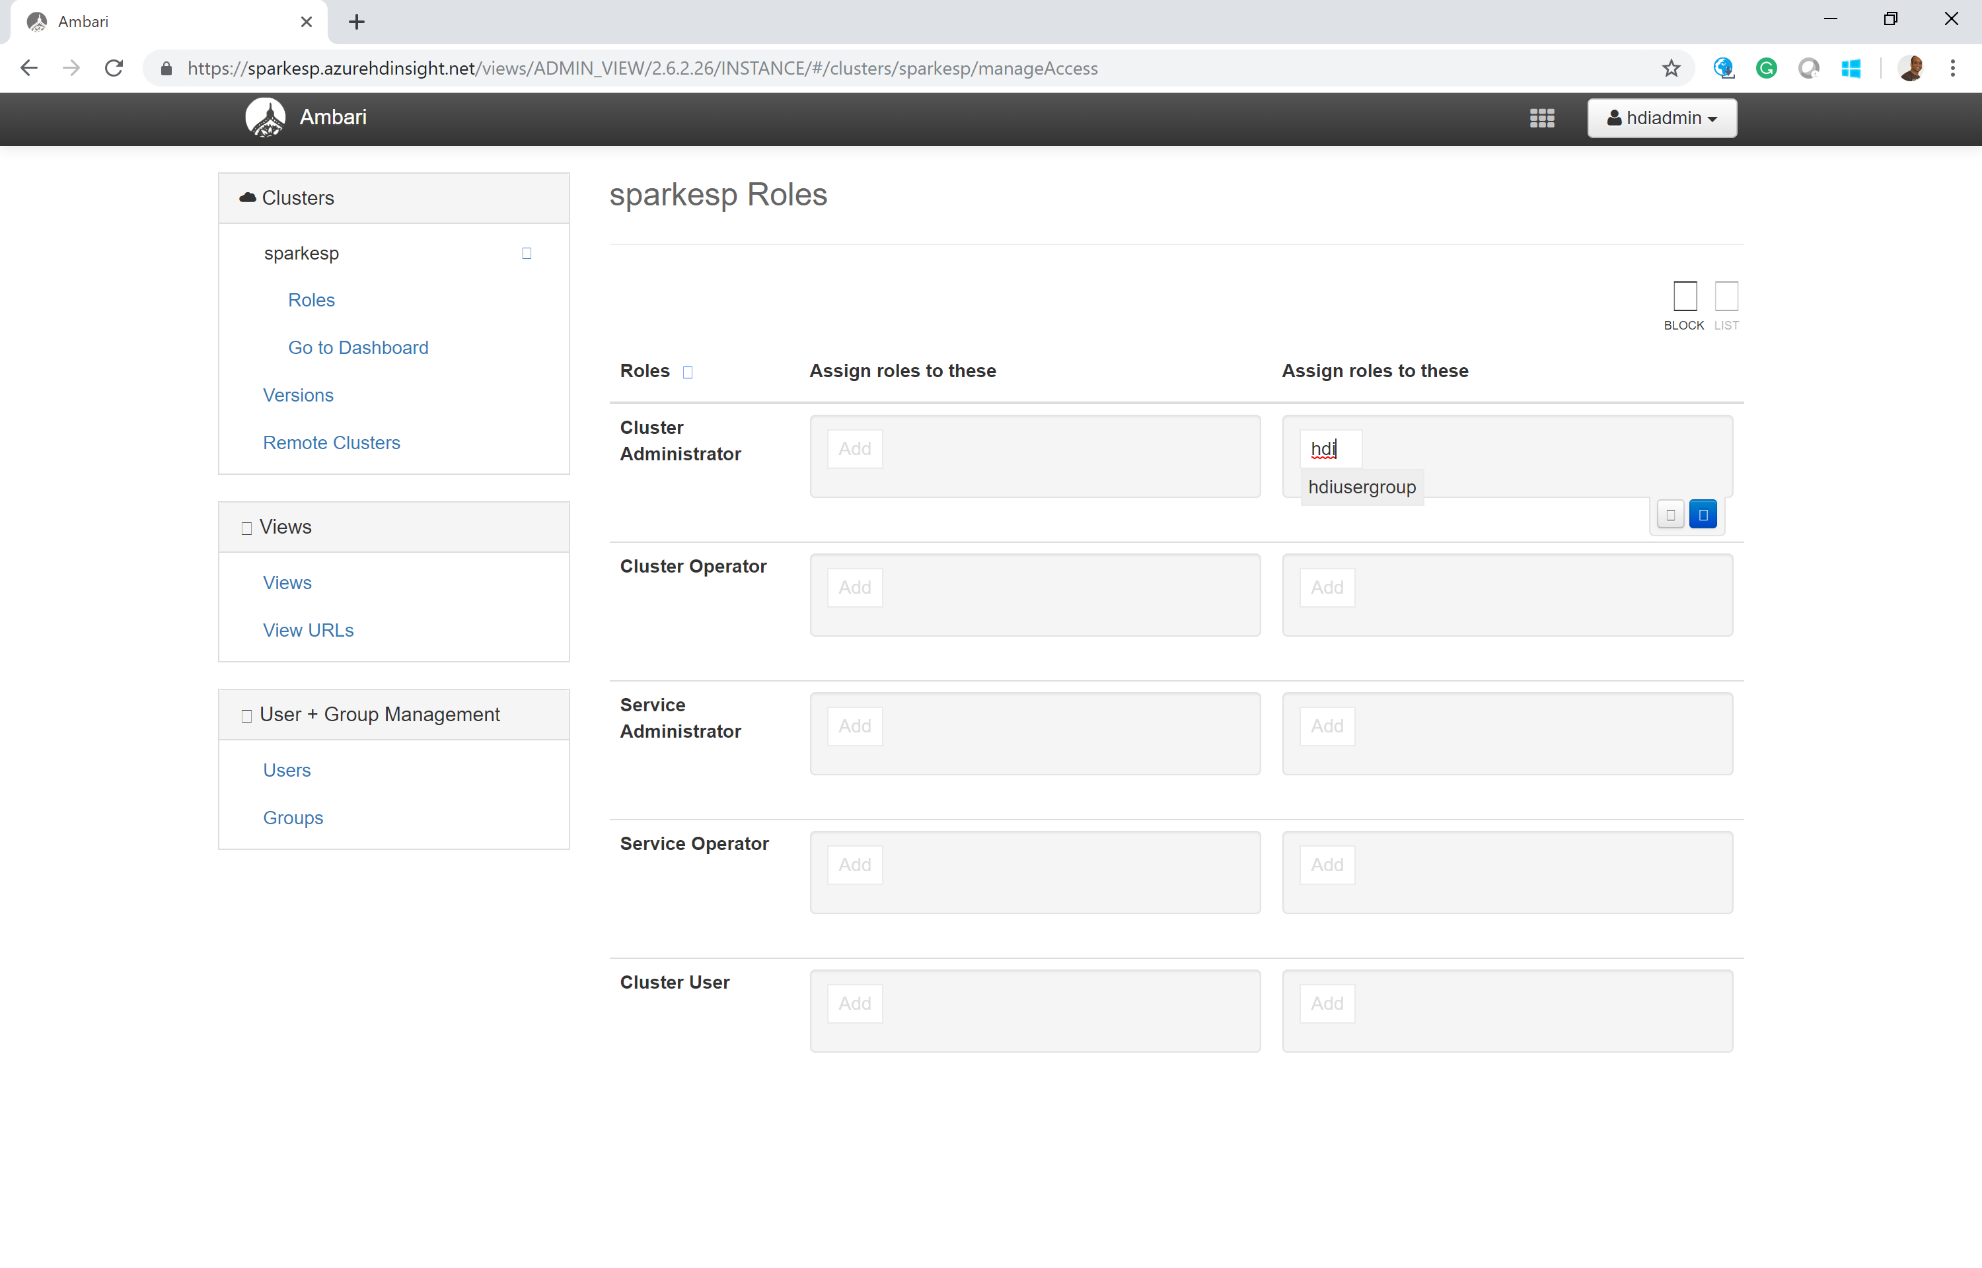 Ambari
https://sparkesp.azurehdinsight.net/views/ADMIN_VIEW/2.6.2.26/INSTANCE/#/clusters/sparkesp/manageAccess
Ambari
hdiadmin
Clusters
sparkesp
Roles
Go to Dashboard
Versions
Remote Clusters
Views
Views
View URLs
User + Group Management
Users
Groups
sparkesp Roles
BLOCK LIST
Roles Assign roles to these Assign roles to these
Cluster
Administrator
Add
hdi
hdiusergroup
Cluster Operator
Add
Add
Service
Administrator
Add
Add
Service Operator
Add
Add
Cluster User
Add
Add